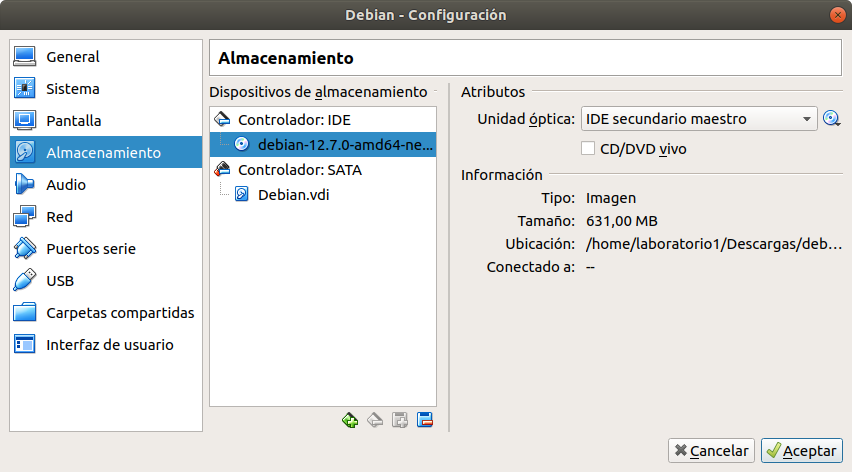 Debian - Configuración
General
Sistema
Pantalla
Almacenamiento
Audio
Red
Puertos serie
USB
Carpetas compartidas
Interfaz de usuario
Almacenamiento
Dispositivos de almacenamiento
Controlador: IDE
debian-12.7.0-amd64-ne...
Controlador: SATA
Debian.vdi
Atributos
Unidad óptica: IDE secundario maestro
CD/DVD vivo
Información
Tipo: Imagen
Tamaño: 631,00 MB
Ubicación: /home/laboratorio1/Descargas/deb...
Conectado a: --
Cancelar Aceptar